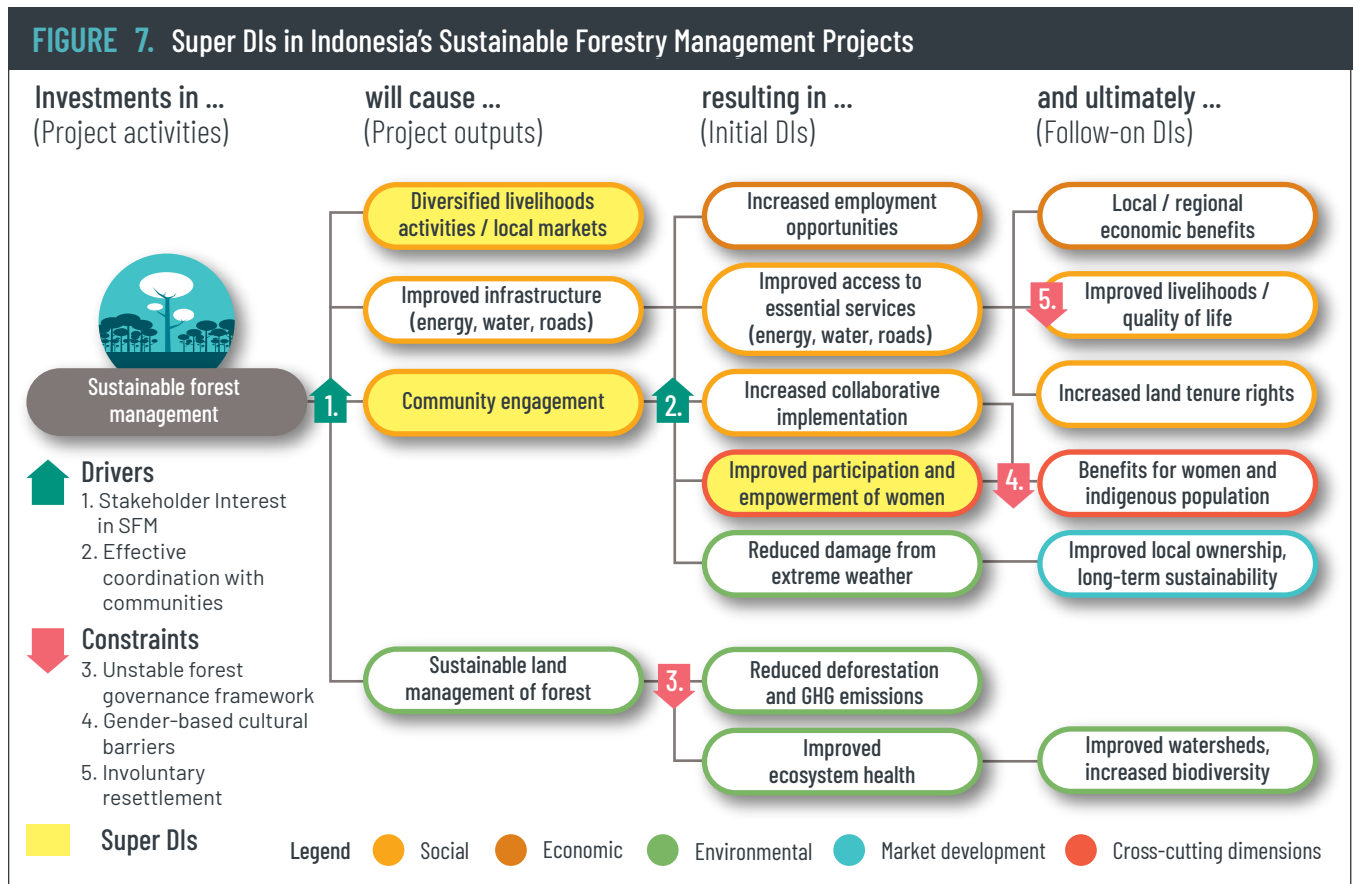 FIGURE 7. Super DIs in Indonesia's Sustainable Forestry Management Projects
Investments in ...
(Project activities)
will cause ...
(Project outputs)
resulting in ...
(Initial DIs)
and ultimately ...
(Follow-on DIs)
Sustainable forest
management
1.
Diversified livelihoods
activities / local markets
Improved infrastructure
(energy, water, roads)
Community engagement
Sustainable land
management of forest
2.
3.
Increased employment
opportunities
Improved access to
essential services
(energy, water, roads)
Increased collaborative
implementation
Improved participation and
empowerment of women
Reduced damage from
extreme weather
Reduced deforestation
and GHG emissions
Improved
ecosystem health
5.
4.
Local / regional
economic benefits
Improved livelihoods /
quality of life
Increased land tenure rights
Benefits for women and
indigenous population
Improved local ownership,
long-term sustainability
Improved watersheds,
increased biodiversity
Drivers
1. Stakeholder Interest
in SFM
2. Effective
coordination with
communities
Constraints
3. Unstable forest
governance framework
4. Gender-based cultural
barriers
5. Involuntary
resettlement
Super DIs
Legend Social Economic Environmental Market development Cross-cutting dimensions